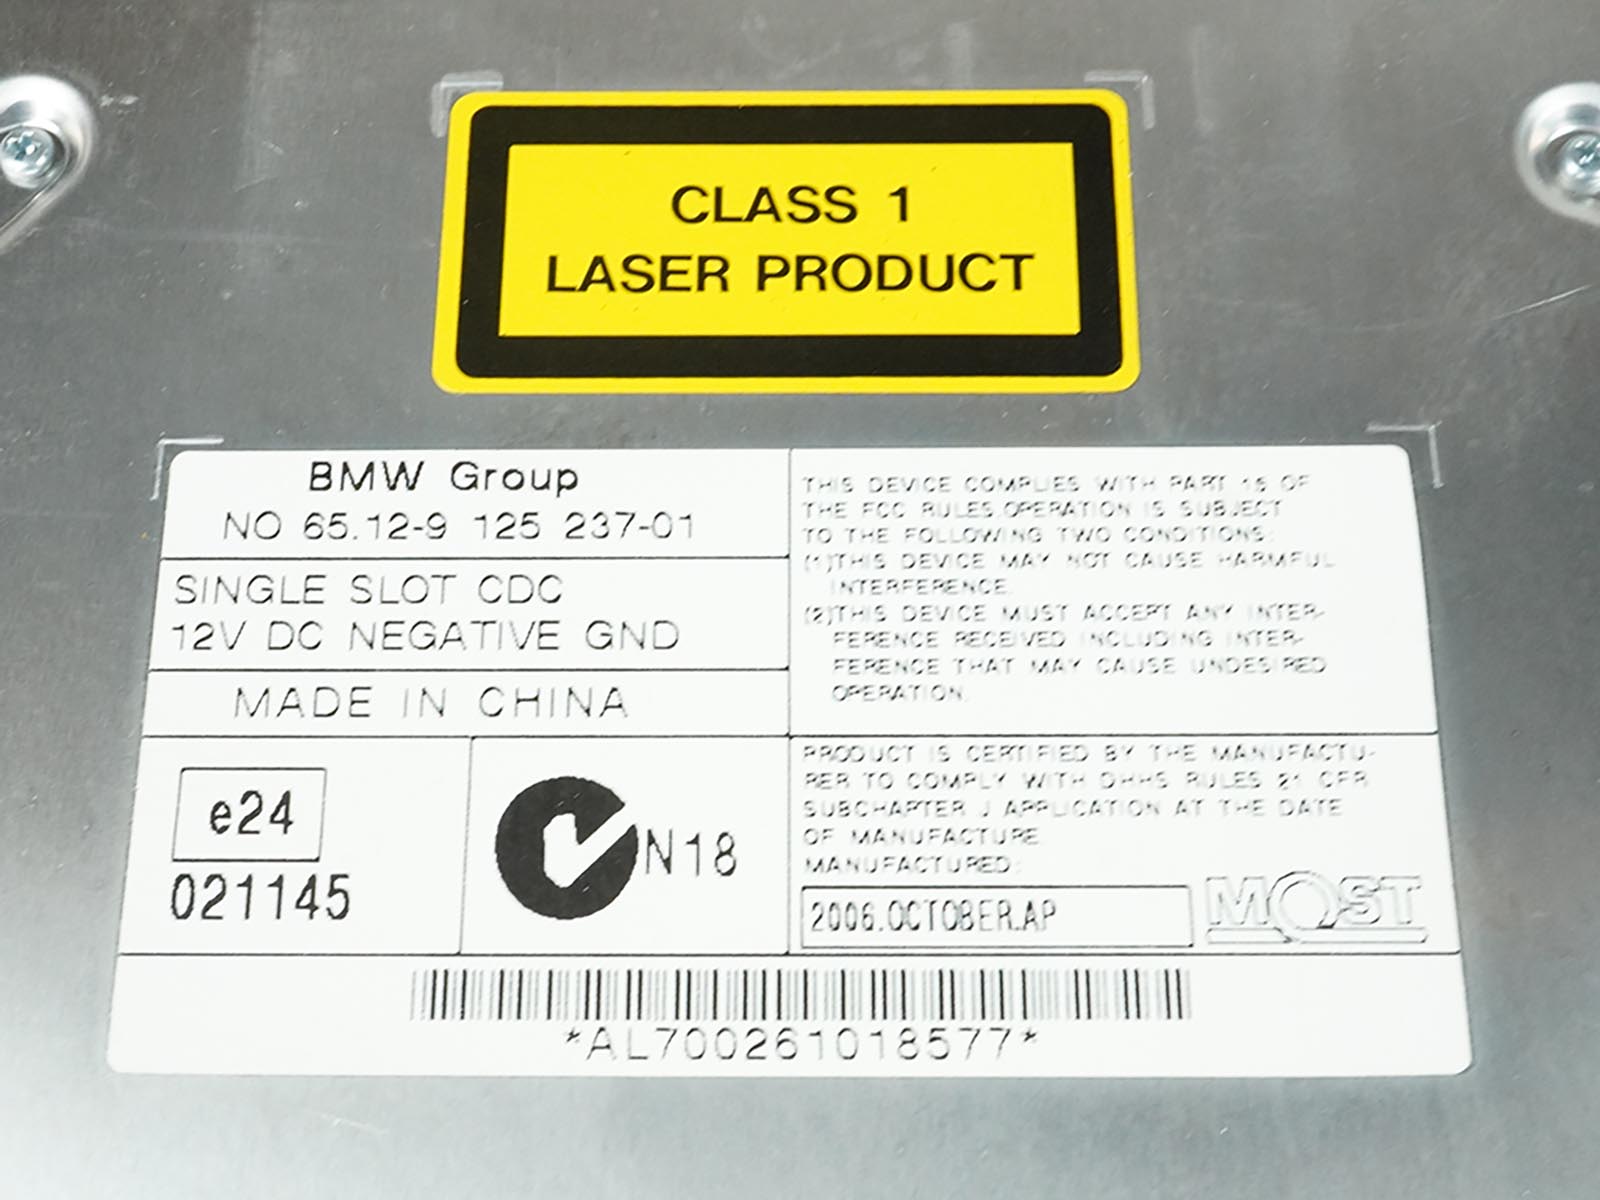 CLASS 1
LASER PRODUCT
BMW Group
NO 65.12-9 125 237-01
SINGLE SLOT CDC
12V DC NEGATIVE GND
MADE IN CHINA
e24
021145
N18
THIS DEVICE COMPLIES WITH PART 15 OF
THE FCC RULES.OPERATION IS SUBJECT
TO THE FOLLOWING TWO CONDITIONS:
(1)THIS DEVICE MAY NOT CAUSE HARMFUL
INTERFERENCE.
(2)THIS DEVICE MUST ACCEPT ANY INTER-
FERENCE RECEIVED INCLUDING INTER-
FERENCE THAT MAY CAUSE UNDESIRED
OPERATION.
PRODUCT IS CERTIFIED BY THE MANUFACTU-
RER TO COMPLY WITH DHHS RULES 21 CFR
SUBCHAPTER J APPLICATION AT THE DATE
OF MANUFACTURE
MANUFACTURED:
2006.OCTOBER.AP
MOST
*AL700261018577*